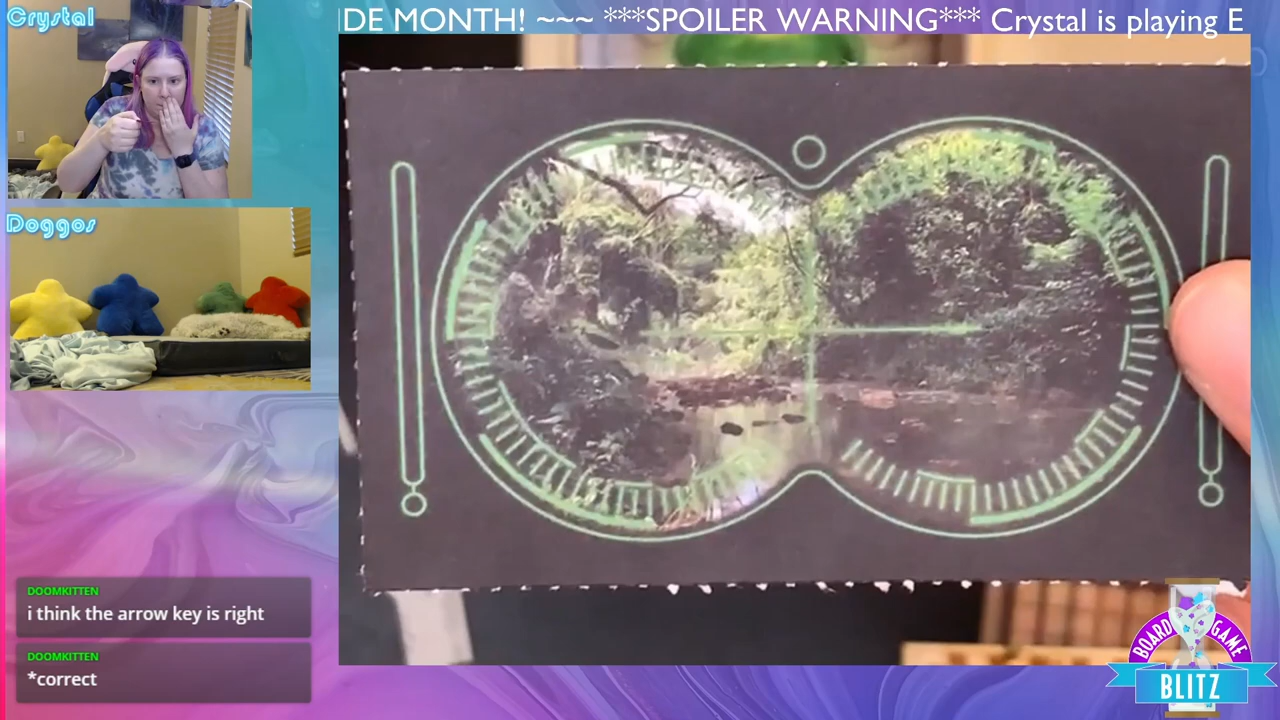 Crystal
IDE MONTH! ~~~ ***SPOILER WARNING*** Crystal is playing E
Doggos
DOOMKITTEN
i think the arrow key is right
DOOMKITTEN
*correct
BOARD GAME
BLITZ